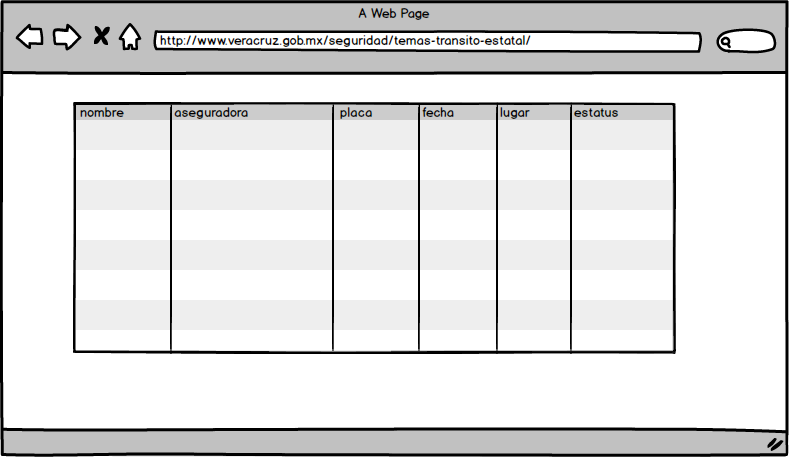 A Web Page
http://www.veracruz.gob.mx/seguridad/temas-transito-estatal/
nombre aseguradora placa fecha lugar estatus